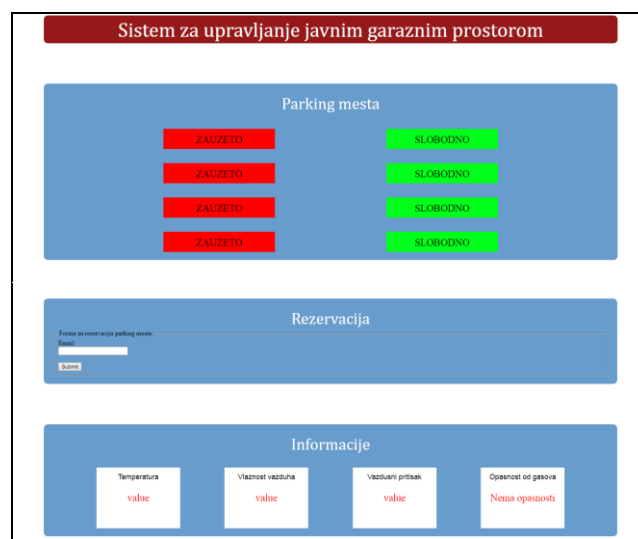 Sistem za upravljanje javnim garaznim prostorom
Parking mesta
ZAUZETO SLOBODNO
ZAUZETO SLOBODNO
ZAUZETO SLOBODNO
ZAUZETO SLOBODNO
Rezervacija
Forma za rezervaciju parking mesta:
Email:
Submit
Informacije
Temperatura Vlaznost vazduha Vazdusni pritisak Opasnost od gasova
value value value Nema opasnosti